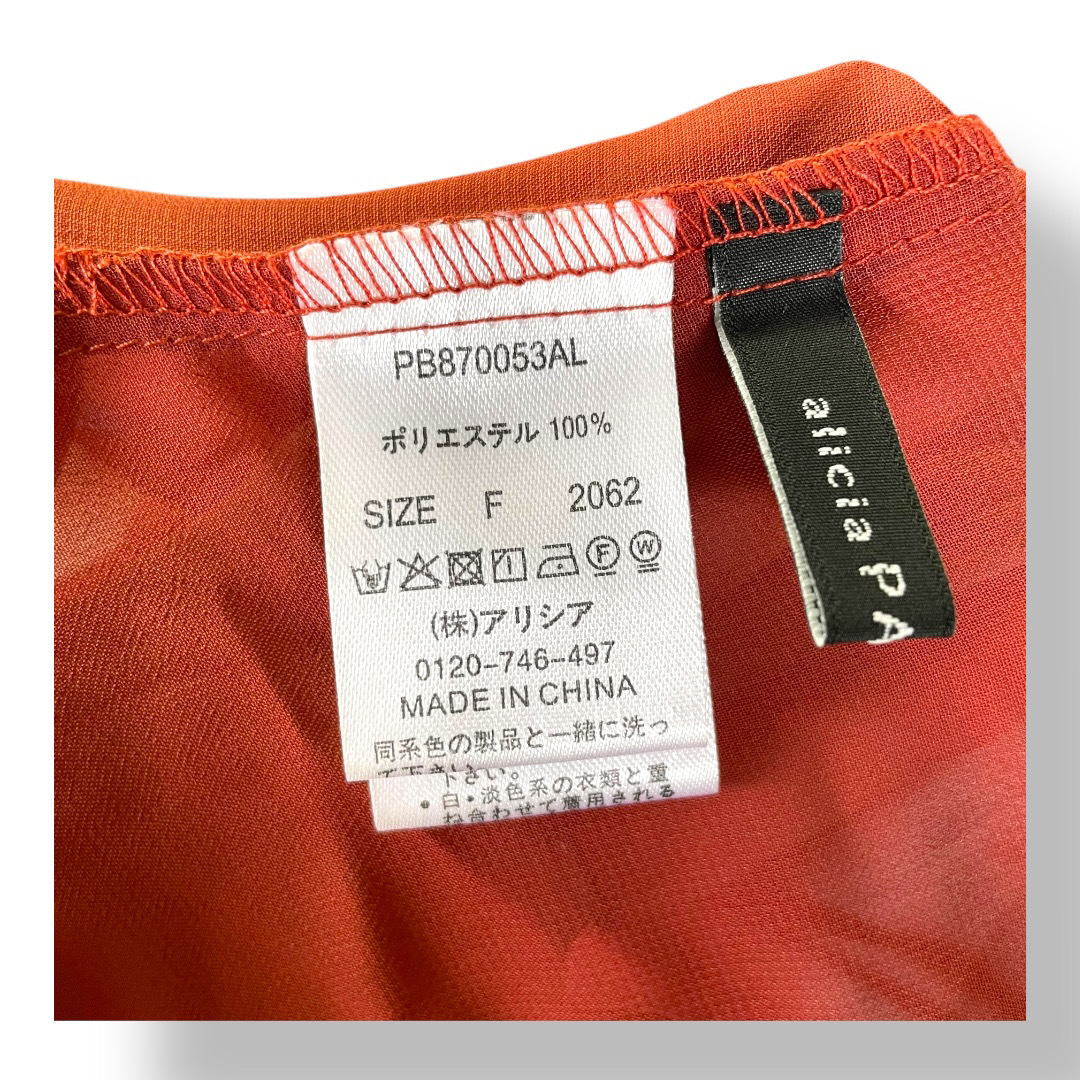 PB870053AL
ポリエステル 100%
SIZE F 2062
F W
(株)アリシア
0120-746-497
MADE IN CHINA
同系色の製品と一緒に洗っ
て下さい。
下さい。
• 白・淡色系の衣類と重
ね合わせて着用される
alicia PA